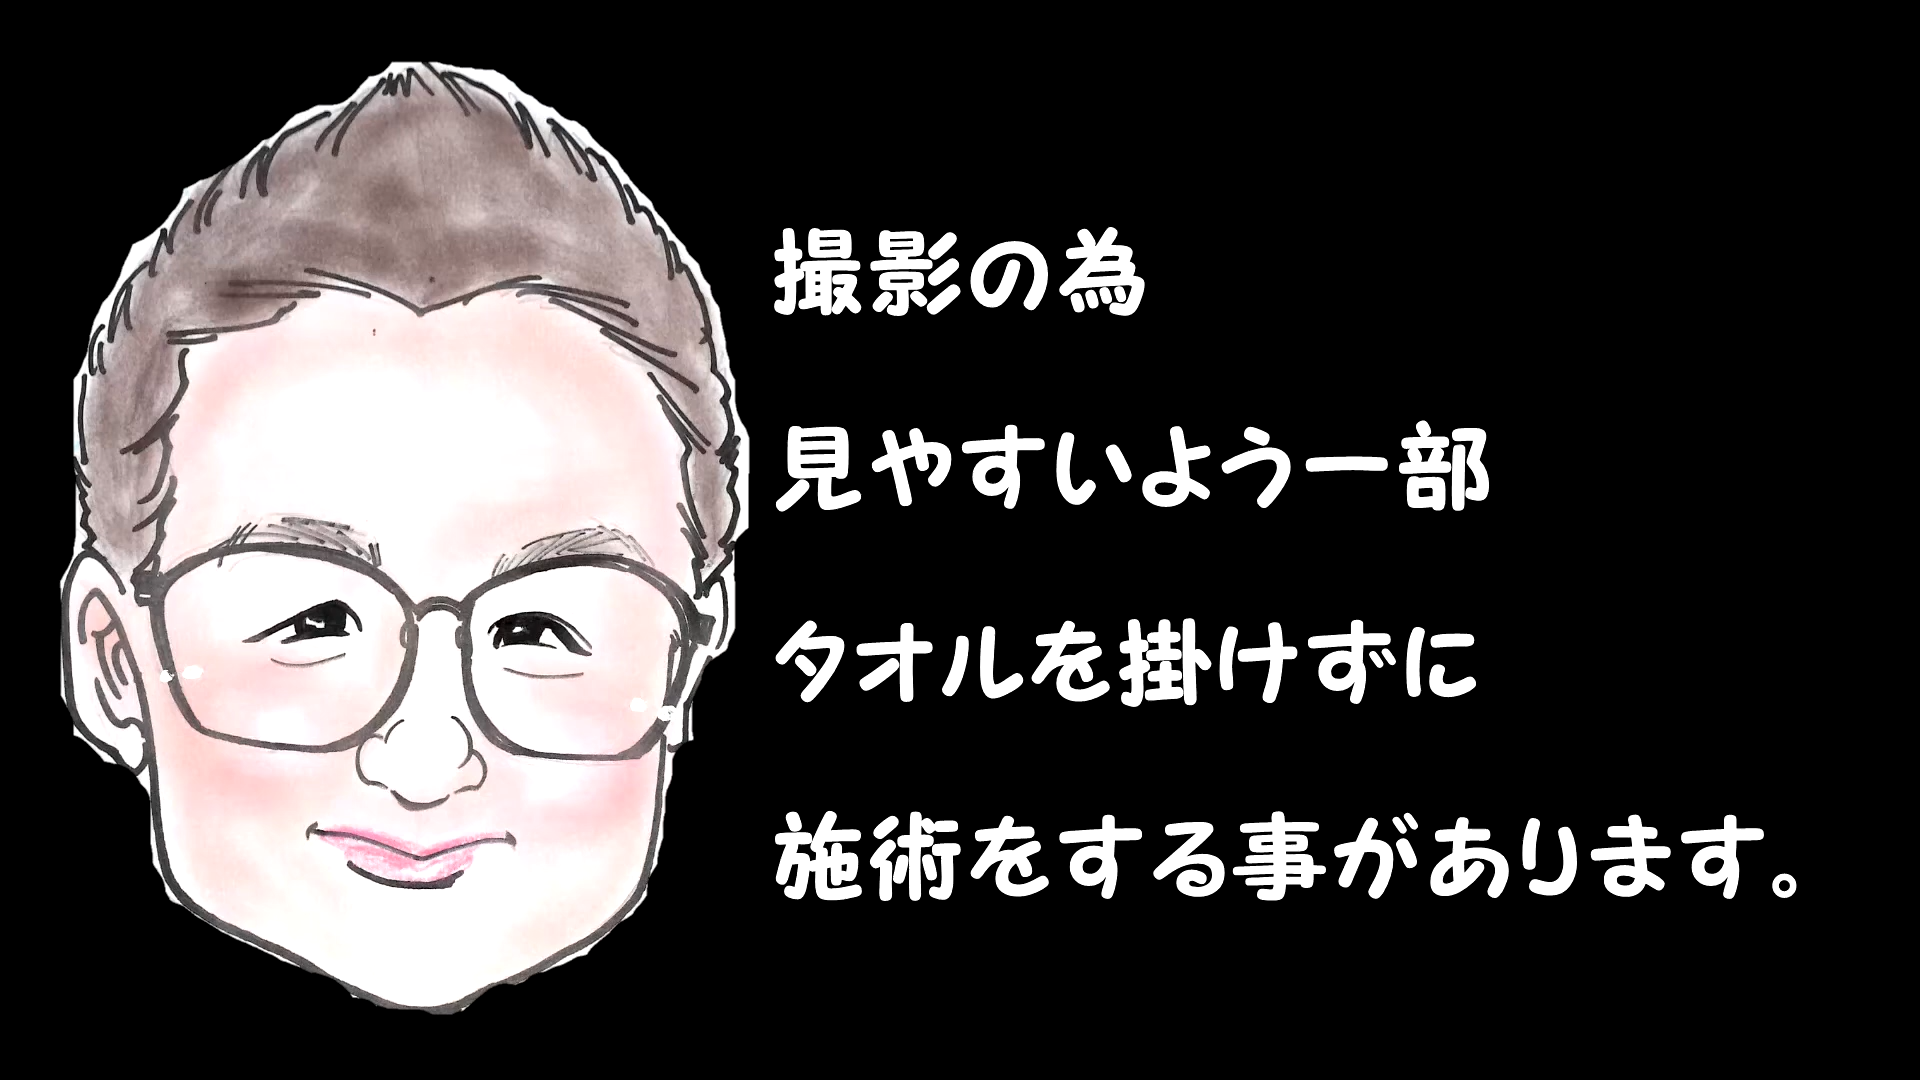 撮影の為
見やすいよう一部
タオルを掛けずに
施術をする事があります。